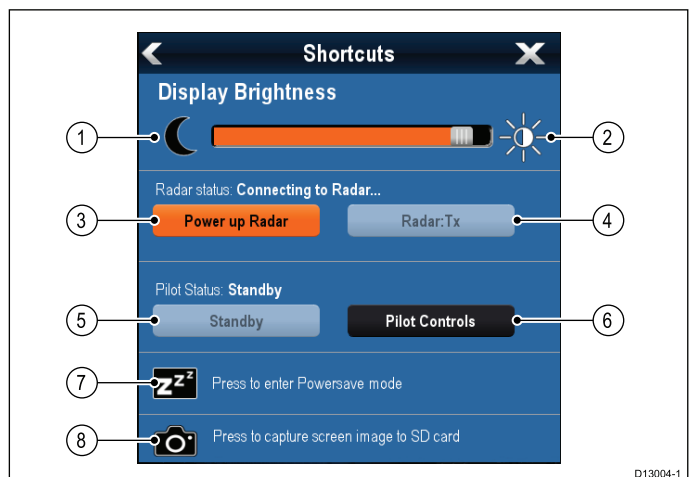 Shortcuts
Display Brightness
1
2
Radar status: Connecting to Radar...
3
Power up Radar
Radar:Tx
4
Pilot Status: Standby
5
Standby
Pilot Controls
6
7
zzz
Press to enter Powersave mode
8
Press to capture screen image to SD card
D13004-1